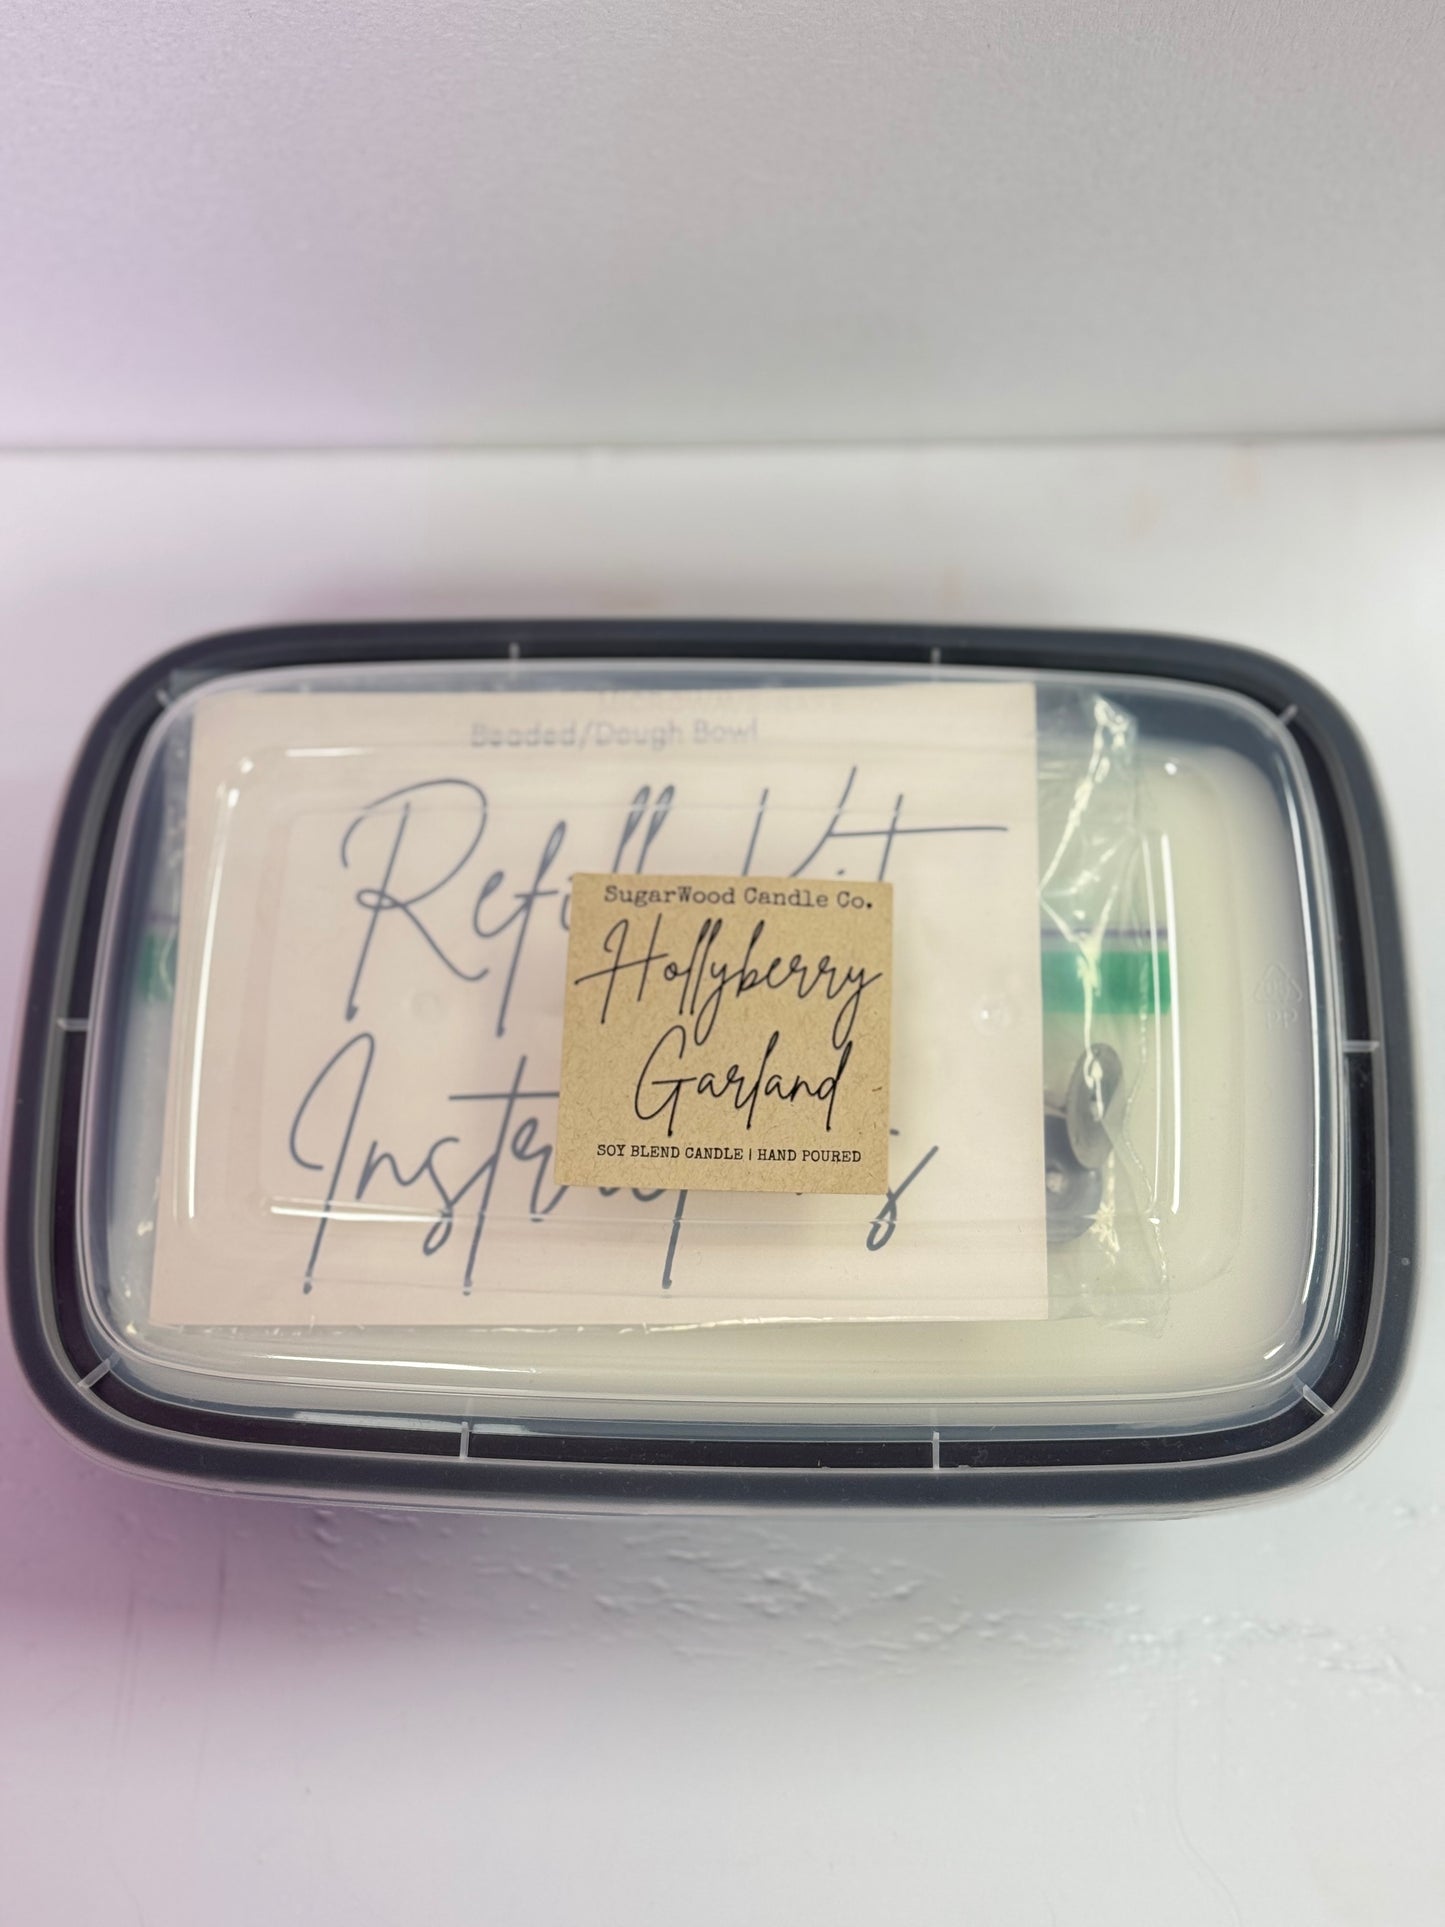 Beaded/Dough Bowl
Refill Kit
SugarWood Candle Co.
Hollyberry
Garland
Instructions
SOY BLEND CANDLE | HAND POURED
PP